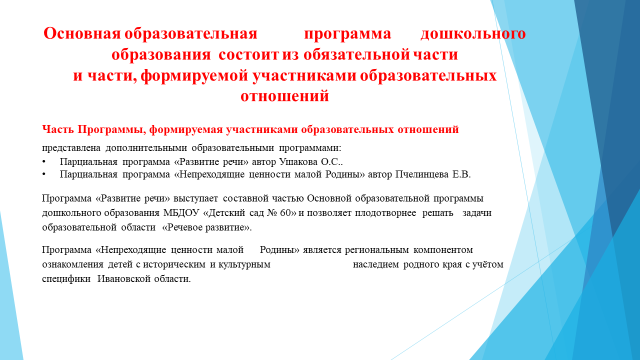 Основная образовательная программа дошкольного
образования состоит из обязательной части
и части, формируемой участниками образовательных
отношений
Часть Программы, формируемая участниками образовательных отношений
представлена дополнительными образовательными программами:
• Парциальная программа «Развитие речи» автор Ушакова О.С..
• Парциальная программа «Непреходящие ценности малой Родины» автор Пчелинцева Е.В.
Программа «Развитие речи» выступает составной частью Основной образовательной программы
дошкольного образования МБДОУ «Детский сад № 60» и позволяет плодотворнее решать задачи
образовательной области «Речевое развитие».
Программа «Непреходящие ценности малой Родины» является региональным компонентом
ознакомления детей с историческим и культурным наследием родного края с учётом
специфики Ивановской области.